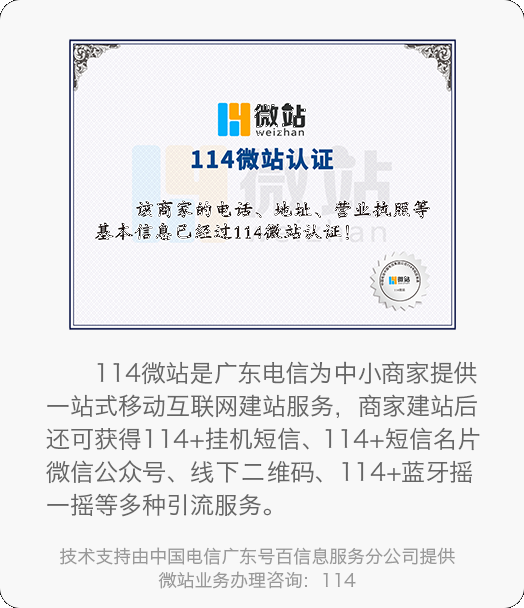 微站
weizhan
114微站认证
该商家的电话、地址、营业执照等
基本信息已经过114微站认证！
微站
114微站是广东电信为中小商家提供
一站式移动互联网建站服务，商家建站后
还可获得114+挂机短信、114+短信名片
微信公众号、线下二维码、114+蓝牙摇
一摇等多种引流服务。
技术支持由中国电信广东号百信息服务分公司提供
微站业务办理咨询：114